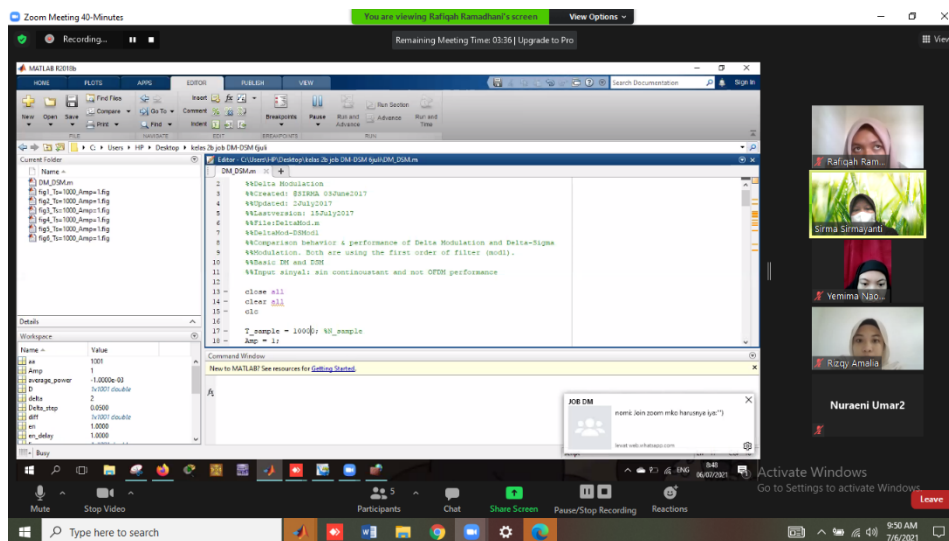 Zoom Meeting 40-Minutes
You are viewing Rafiqah Ramadhani's screen
View Options
Recording...
Remaining Meeting Time: 03:36 | Upgrade to Pro
View
MATLAB R2018b
HOME PLOTS APPS EDITOR PUBLISH VIEW
Search Documentation
Sign In
New Open Save
Find Files
Compare
Print
Go To
Find
Insert
Comment
Indent
Breakpoints
Pause
Run and Advance
Run Section
Advance
Run and Time
FILE NAVIGATE EDIT BREAKPOINTS RUN
C: Users HP Desktop kelas 2b job DM-DSM 6juli
Current Folder
Name
DM_DSM.m
fig1_Ts=1000_Amp=1.fig
fig2_Ts=1000_Amp=1.fig
fig3_Ts=1000_Amp=1.fig
fig4_Ts=1000_Amp=1.fig
fig5_Ts=1000_Amp=1.fig
fig6_Ts=1000_Amp=1.fig
Details
Workspace
Name Value
aa 1001
Amp 1
average_power -1.0000e-03
D 1x1001 double
delta 2
Delta_step 0.0500
diff 1x1001 double
en 1.0000
en_delay 1.0000
Busy
Editor - C:\Users\HP\Desktop\kelas 2b job DM-DSM 6juli\DM_DSM.m
DM_DSM.m
2 %%Delta Modulation
3 %%Created: @SIRMA 03June2017
4 %%Updated: 2July2017
5 %%Lastversion: 15July2017
6 %%File:DeltaMod.m
7 %%DeltaMod-DSMod1
8 %%Comparison behavior & performance of Delta Modulation and Delta-Sigma
9 %%Modulation. Both are using the first order of filter (mod1).
10 %%Basic DM and DSM
11 %%Input sinyal: sin continoustant and not OFDM performance
12
13 - close all
14 - clear all
15 - clc
16
17 - T_sample = 10000; %N_sample
18 - Amp = 1;
Command Window
New to MATLAB? See resources for Getting Started.
fx
JOB DM
nomi: Join zoom mko harusnye iye:")
lewat web.whatsapp.com
ENG
8:48
06/07/2021
Rafiqah Ram...
Sirma Sirmayanti
Yemima Nao...
Rizqy Amalia
Nuraeni Umar2
Activate Windows
Go to Settings to activate Windows.
Mute
Stop Video
5
Participants
Chat
Share Screen
Pause/Stop Recording
Reactions
Leave
Type here to search
9:50 AM
7/6/2021